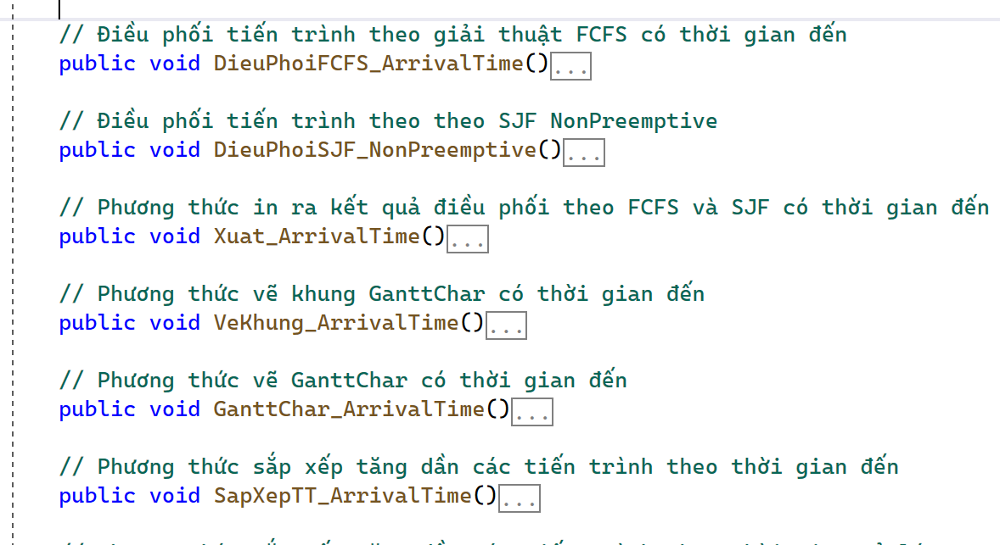 // Điều phối tiến trình theo giải thuật FCFS có thời gian đến
public void DieuPhoiFCFS_ArrivalTime()...
// Điều phối tiến trình theo theo SJF NonPreemptive
public void DieuPhoiSJF_NonPreemptive()...
// Phương thức in ra kết quả điều phối theo FCFS và SJF có thời gian đến
public void Xuat_ArrivalTime()...
// Phương thức vẽ khung GanttChar có thời gian đến
public void VeKhung_ArrivalTime()...
// Phương thức vẽ GanttChar có thời gian đến
public void GanttChar_ArrivalTime()...
// Phương thức sắp xếp tăng dần các tiến trình theo thời gian đến
public void SapXepTT_ArrivalTime()...